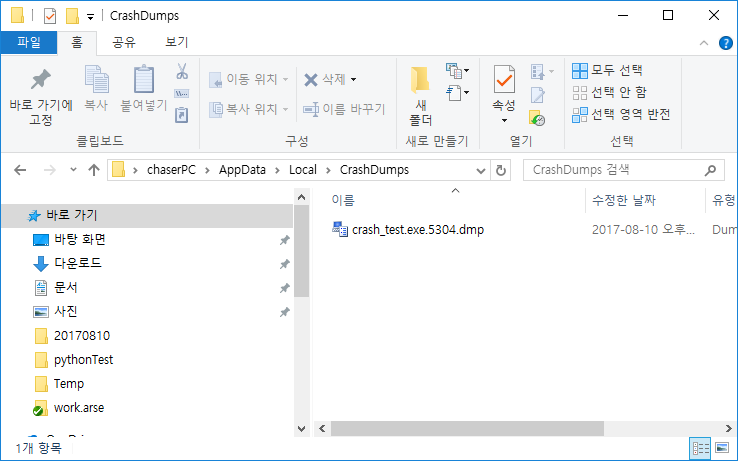 CrashDumps
파일 홈 공유 보기
바로 가기에 고정
복사
붙여넣기
클립보드
이동 위치
복사 위치
삭제
이름 바꾸기
구성
새 폴더
새로 만들기
속성
열기
모두 선택
선택 안 함
선택 영역 반전
선택
chaserPC > AppData > Local > CrashDumps
CrashDumps 검색
이름 수정한 날짜 유형
crash_test.exe.5304.dmp 2017-08-10 오후... Dum
바로 가기
바탕 화면
다운로드
문서
사진
20170810
pythonTest
Temp
work.arse
1개 항목